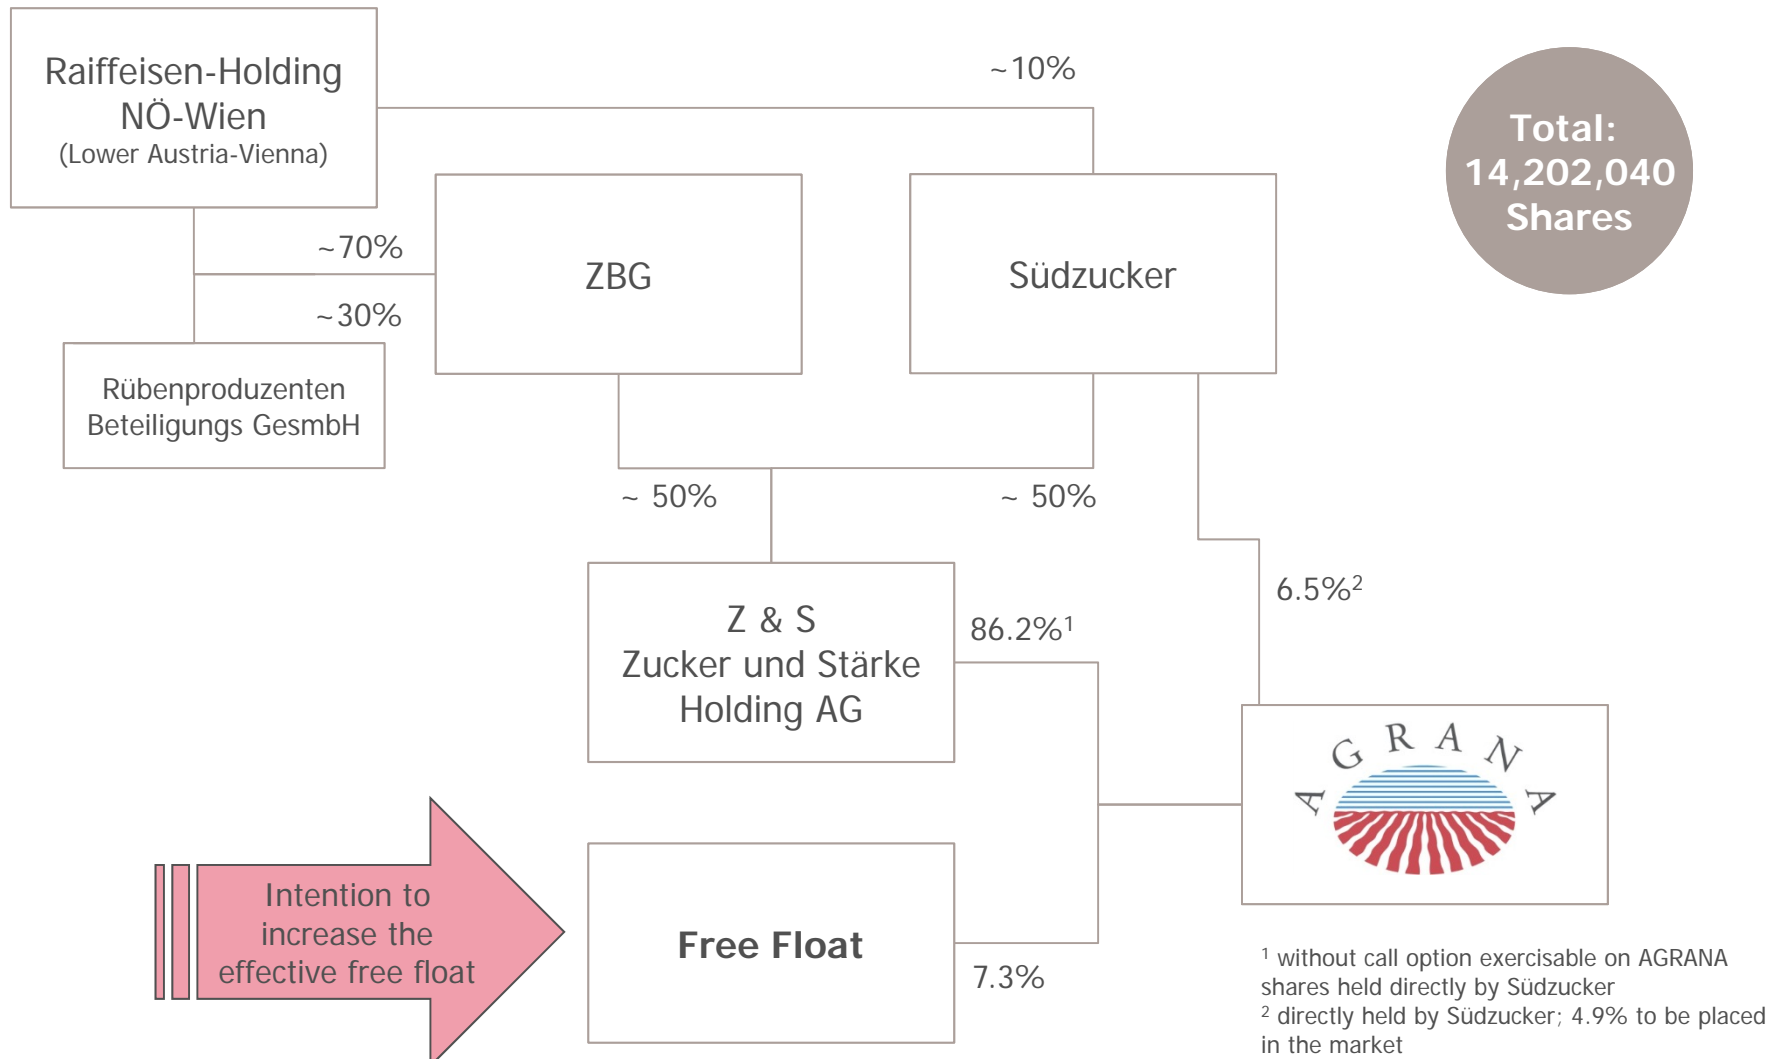 Raiffeisen-Holding
NÖ-Wien
(Lower Austria-Vienna)
~10%
Total:
14,202,040
Shares
~70%
ZBG
Südzucker
~30%
Rübenproduzenten
Beteiligungs GesmbH
~ 50%
~ 50%
6.5%²
Z & S
Zucker und Stärke
Holding AG
86.2%¹
AGRANA
Intention to
increase the
effective free float
Free Float
7.3%
¹ without call option exercisable on AGRANA
shares held directly by Südzucker
² directly held by Südzucker; 4.9% to be placed
in the market